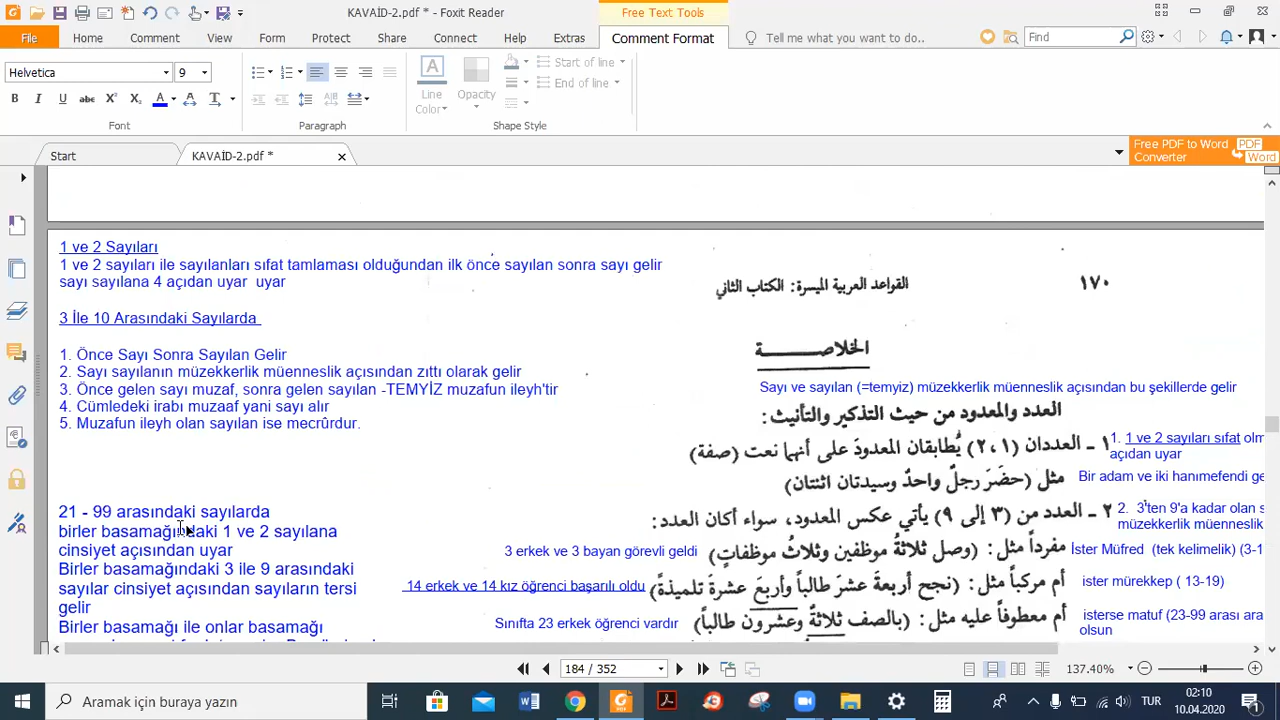 KAVAİD-2.pdf * - Foxit Reader
Free Text Tools
File Home Comment View Form Protect Share Connect Help Extras Comment Format Tell me what you want to do.. Find
Helvetica 9
Line Color
Opacity
Start of line
End of line
Font Paragraph Shape Style
Start KAVAİD-2.pdf *
Free PDF to Word Converter
PDF Word
1 ve 2 Sayıları
1 ve 2 sayıları ile sayılanları sıfat tamlaması olduğundan ilk önce sayılan sonra sayı gelir
sayı sayılana 4 açıdan uyar uyar
3 İle 10 Arasındaki Sayılarda
1. Önce Sayı Sonra Sayılan Gelir
2. Sayı sayılanın müzekkerlik müenneslik açısından zıttı olarak gelir
3. Önce gelen sayı muzaf, sonra gelen sayılan -TEMYİZ muzafun ileyh'tir
4. Cümledeki irabı muzaaf yani sayı alır
5. Muzafun ileyh olan sayılan ise mecrûrdur.
21 - 99 arasındaki sayılarda
birler basamağındaki 1 ve 2 sayılana
cinsiyet açısından uyar
Birler basamağındaki 3 ile 9 arasındaki
sayılar cinsiyet açısından sayıların tersi
gelir
Birler basamağı ile onlar basamağı
القواعد العربية الميسرة: الكتاب الثاني ١٧٠
الخلاصـــــــة
Sayı ve sayılan (=temyiz) müzekkerlik müenneslik açısından bu şekillerde gelir
العدد والمعدود من حيث التذكير والتأنيث:
١ ـ العددان (١، ٢) يُطابقان المعدودَ على أنهما نعت (صفة)
1. 1 ve 2 sayıları sıfat
açıdan uyar
مثل (حضَرَ رجلٌ واحدٌ وسيدتان اثنتان)
Bir adam ve iki hanımefendi
٢ ـ العدد من (٣ إلى ٩) يأتي عكس المعدود، سواء أكان العدد:
2. 3'ten 9'a kadar olan
müzekkerlik müenneslik
3 erkek ve 3 bayan görevli geldi
مفرداً مثل: (وصل ثلاثةُ موظفين وثلاثُ موظفاتٍ)
İster Müfred (tek kelimelik)
14 erkek ve 14 kız öğrenci başarılı oldu
أم مركباً مثل: (نجح أربعةَ عشرَ طالباً وأربعَ عشرةَ تلميذةً)
ister mürekkep ( 13-19)
Sınıfta 23 erkek öğrenci vardır
أم معطوفاً عليه مثل: (بالصف ثلاثةٌ وعشرون طالباً)
isterse matuf (23-99 arası
olsun
184 / 352
137.40%
Aramak için buraya yazın
TUR
02:10
10.04.2020